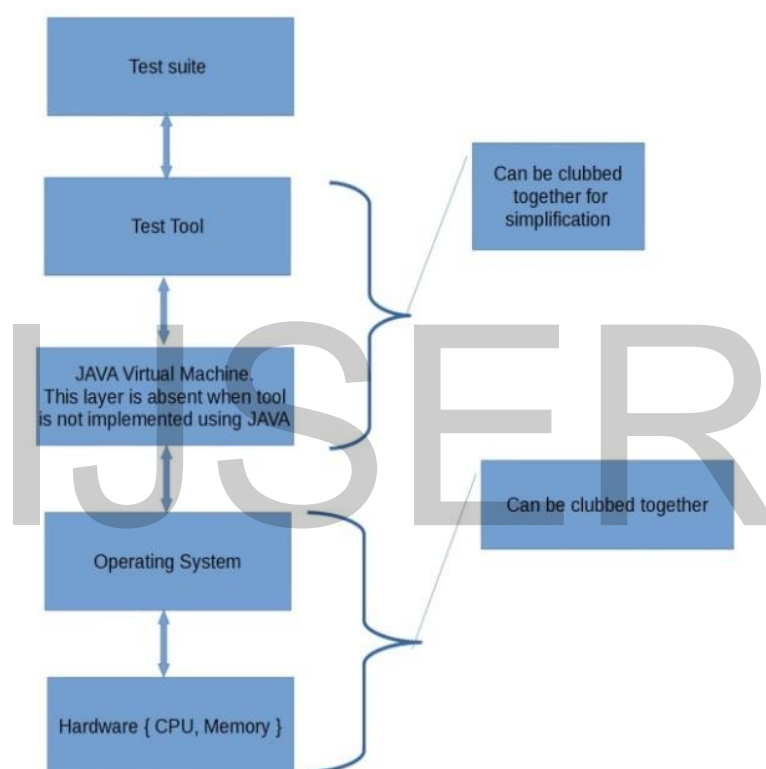 Test suite
Can be clubbed
together for
simplification
Test Tool
JAVA Virtual Machine.
This layer is absent when tool
is not implemented using JAVA
IJSER
Can be clubbed together
Operating System
Hardware { CPU, Memory }